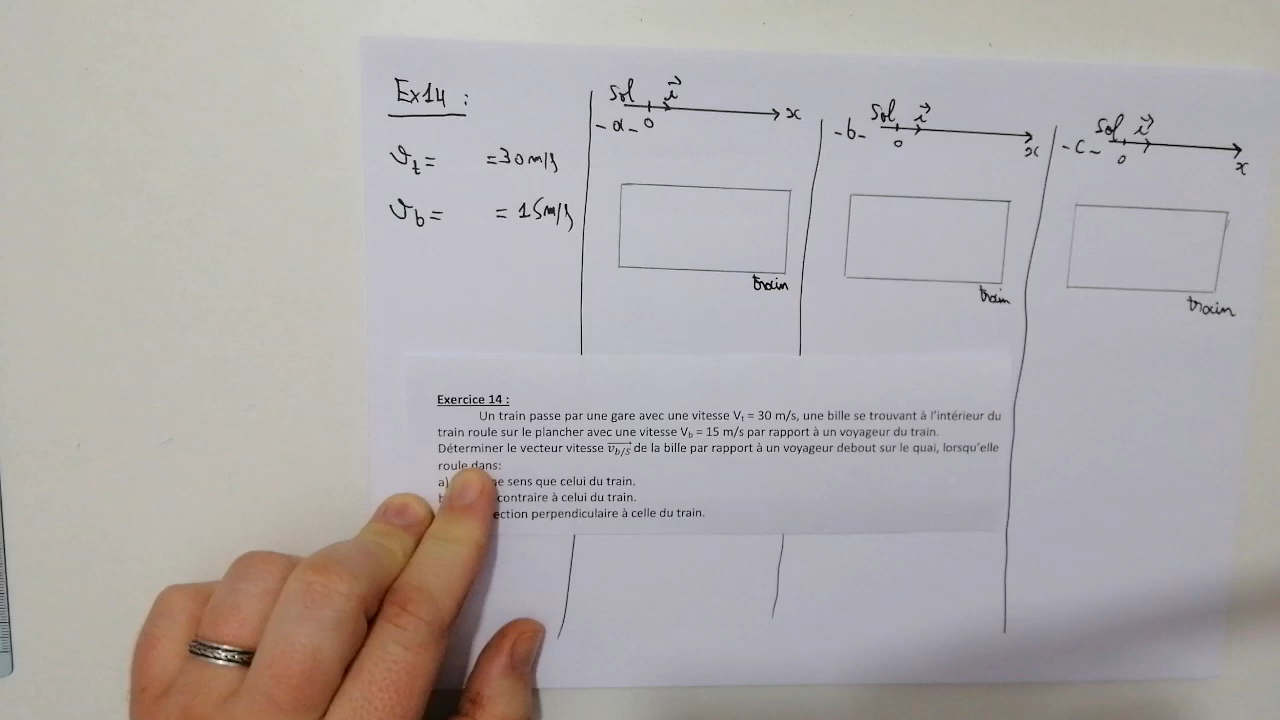 Ex14 :
ϑt = = 30 m/s
ϑb = = 15 m/s
Sol i⃗
-a- 0 x
train
Sol i⃗
-b- 0 x
train
Sol i⃗
-c- 0 x
train
Exercice 14 :
Un train passe par une gare avec une vitesse Vt = 30 m/s, une bille se trouvant à l'intérieur du
train roule sur le plancher avec une vitesse Vb = 15 m/s par rapport à un voyageur du train.
Déterminer le vecteur vitesse v⃗b/S de la bille par rapport à un voyageur debout sur le quai, lorsqu'elle
roule dans:
a) sens que celui du train.
contraire à celui du train.
perpendiculaire à celle du train.